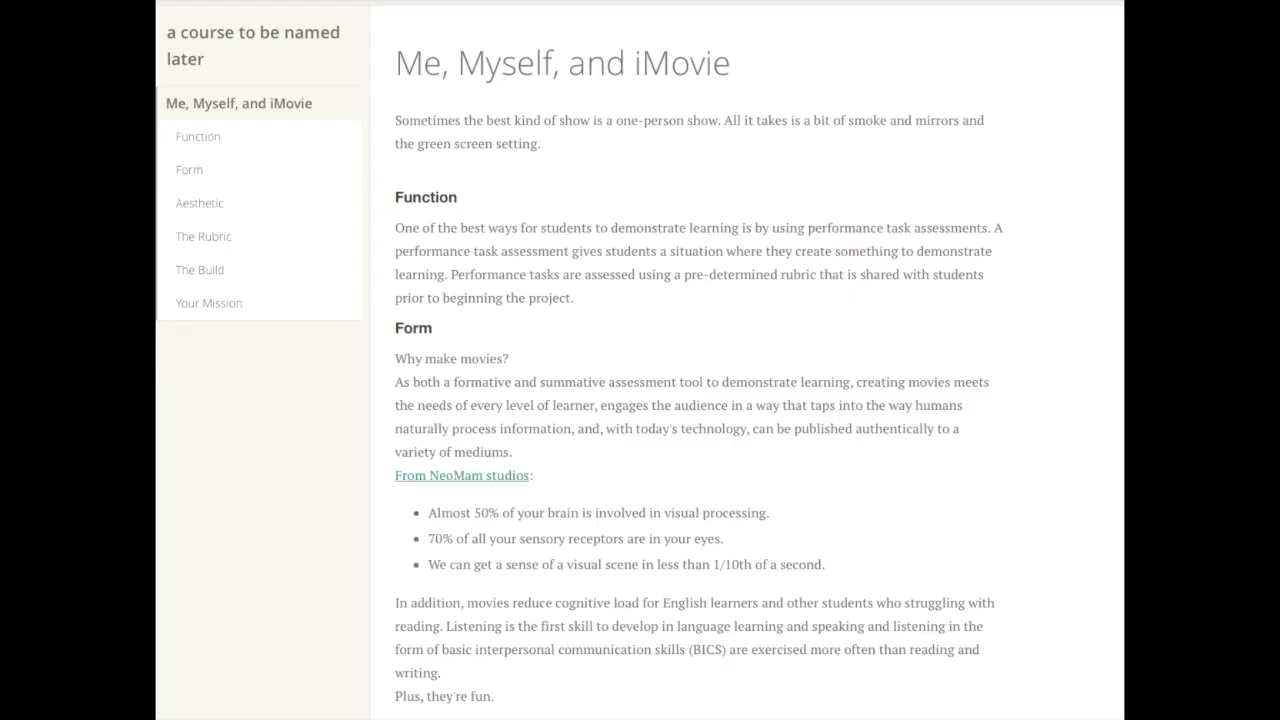 a course to be named
later
Me, Myself, and iMovie
Function
Form
Aesthetic
The Rubric
The Build
Your Mission
Me, Myself, and iMovie
Sometimes the best kind of show is a one-person show. All it takes is a bit of smoke and mirrors and
the green screen setting.
Function
One of the best ways for students to demonstrate learning is by using performance task assessments. A
performance task assessment gives students a situation where they create something to demonstrate
learning. Performance tasks are assessed using a pre-determined rubric that is shared with students
prior to beginning the project.
Form
Why make movies?
As both a formative and summative assessment tool to demonstrate learning, creating movies meets
the needs of every level of learner, engages the audience in a way that taps into the way humans
naturally process information, and, with today's technology, can be published authentically to a
variety of mediums.
From NeoMam studios:
• Almost 50% of your brain is involved in visual processing.
• 70% of all your sensory receptors are in your eyes.
• We can get a sense of a visual scene in less than 1/10th of a second.
In addition, movies reduce cognitive load for English learners and other students who struggling with
reading. Listening is the first skill to develop in language learning and speaking and listening in the
form of basic interpersonal communication skills (BICS) are exercised more often than reading and
writing.
Plus, they're fun.